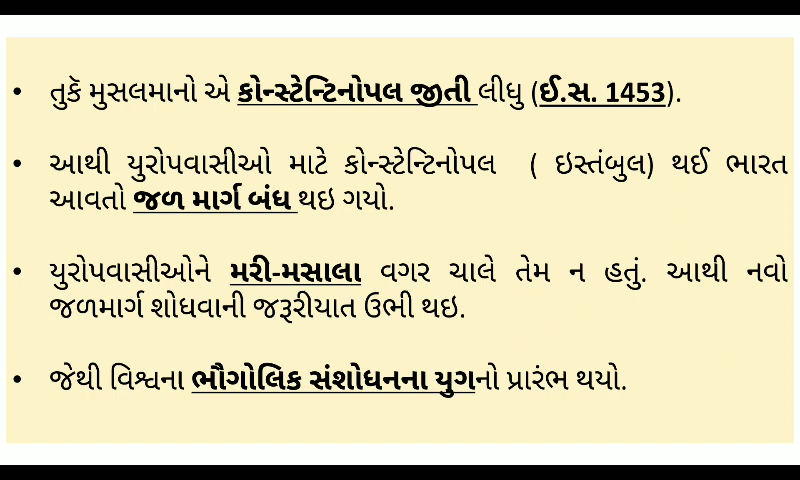 • તુર્ક મુસલમાનો એ કોન્સ્ટેન્ટિનોપલ જીતી લીધુ (ઈ.સ. 1453).
• આથી યુરોપવાસીઓ માટે કોન્સ્ટેન્ટિનોપલ ( ઇસ્તંબુલ) થઈ ભારત
આવતો જળ માર્ગ બંધ થઇ ગયો.
• યુરોપવાસીઓને મરી-મસાલા વગર ચાલે તેમ ન હતું. આથી નવો
જળમાર્ગ શોધવાની જરૂરીયાત ઉભી થઇ.
• જેથી વિશ્વના ભૌગોલિક સંશોધનના યુગનો પ્રારંભ થયો.